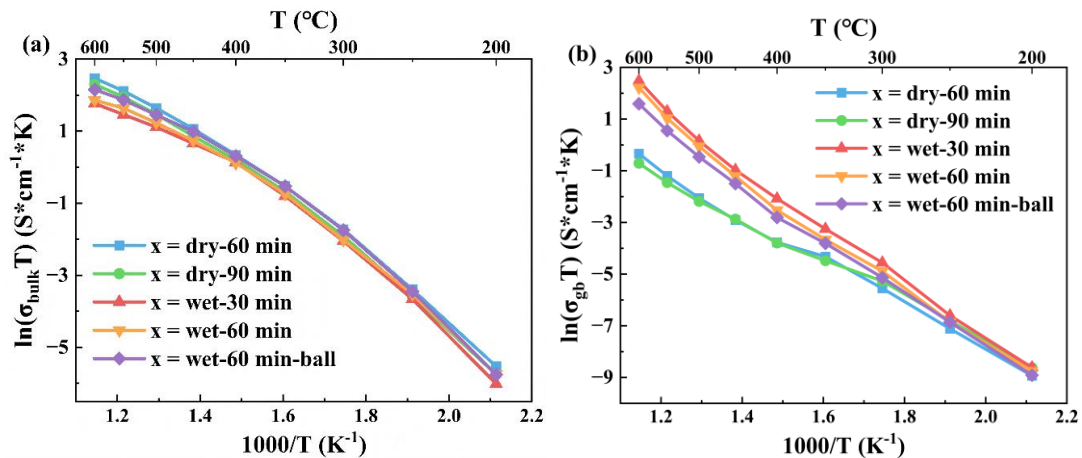 (a)
T (℃)
600 500 400 300 200
ln(σbulkT) (S*cm⁻¹*K)
3
1
−1
−3
−5
x = dry-60 min
x = dry-90 min
x = wet-30 min
x = wet-60 min
x = wet-60 min-ball
1.2 1.4 1.6 1.8 2.0 2.2
1000/T (K⁻¹)
(b)
T (℃)
600 500 400 300 200
ln(σgbT) (S*cm⁻¹*K)
3
1
−1
−3
−5
−7
−9
x = dry-60 min
x = dry-90 min
x = wet-30 min
x = wet-60 min
x = wet-60 min-ball
1.2 1.4 1.6 1.8 2.0 2.2
1000/T (K⁻¹)